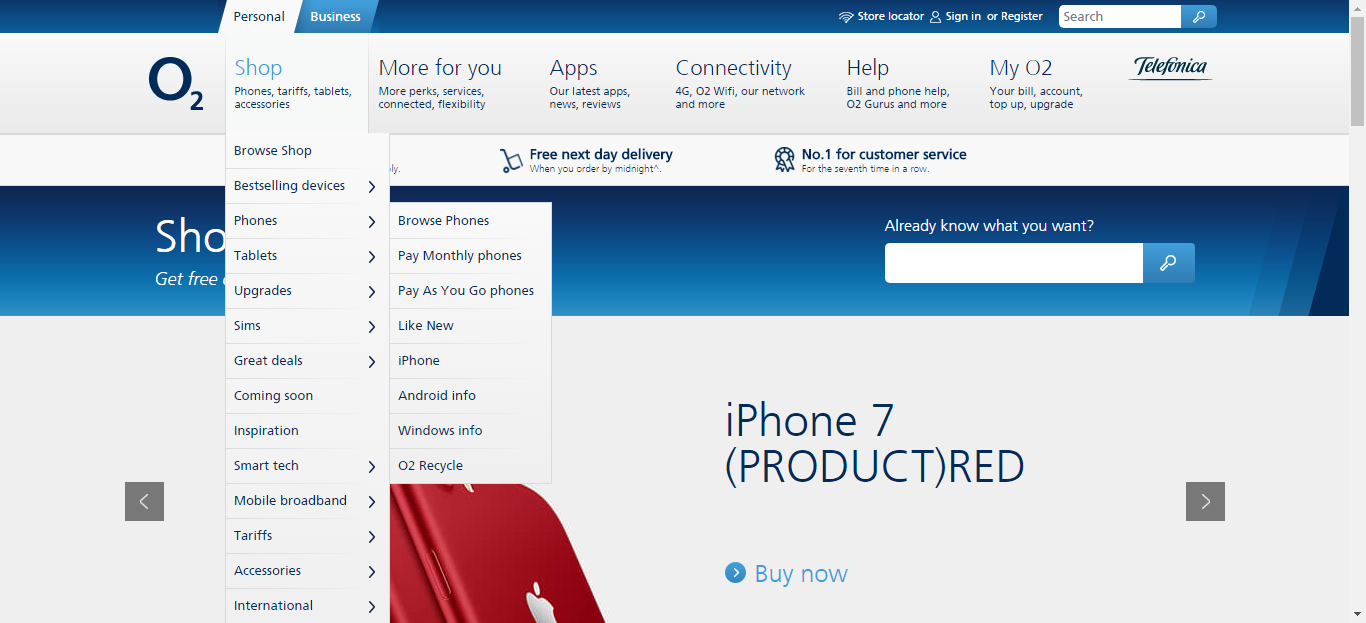 Personal
Business
Store locator
Sign in or Register
Search
O2
Shop
Phones, tariffs, tablets,
accessories
More for you
More perks, services,
connected, flexibility
Apps
Our latest apps,
news, reviews
Connectivity
4G, O2 Wifi, our network
and more
Help
Bill and phone help,
O2 Gurus and more
My O2
Your bill, account,
top up, upgrade
Telefónica
Free next day delivery
When you order by midnight^.
No.1 for customer service
For the seventh time in a row.
Browse Shop
Bestselling devices
Phones
Tablets
Upgrades
Sims
Great deals
Coming soon
Inspiration
Smart tech
Mobile broadband
Tariffs
Accessories
International
Browse Phones
Pay Monthly phones
Pay As You Go phones
Like New
iPhone
Android info
Windows info
O2 Recycle
Sho
Get free
Already know what you want?
iPhone 7
(PRODUCT)RED
Buy now